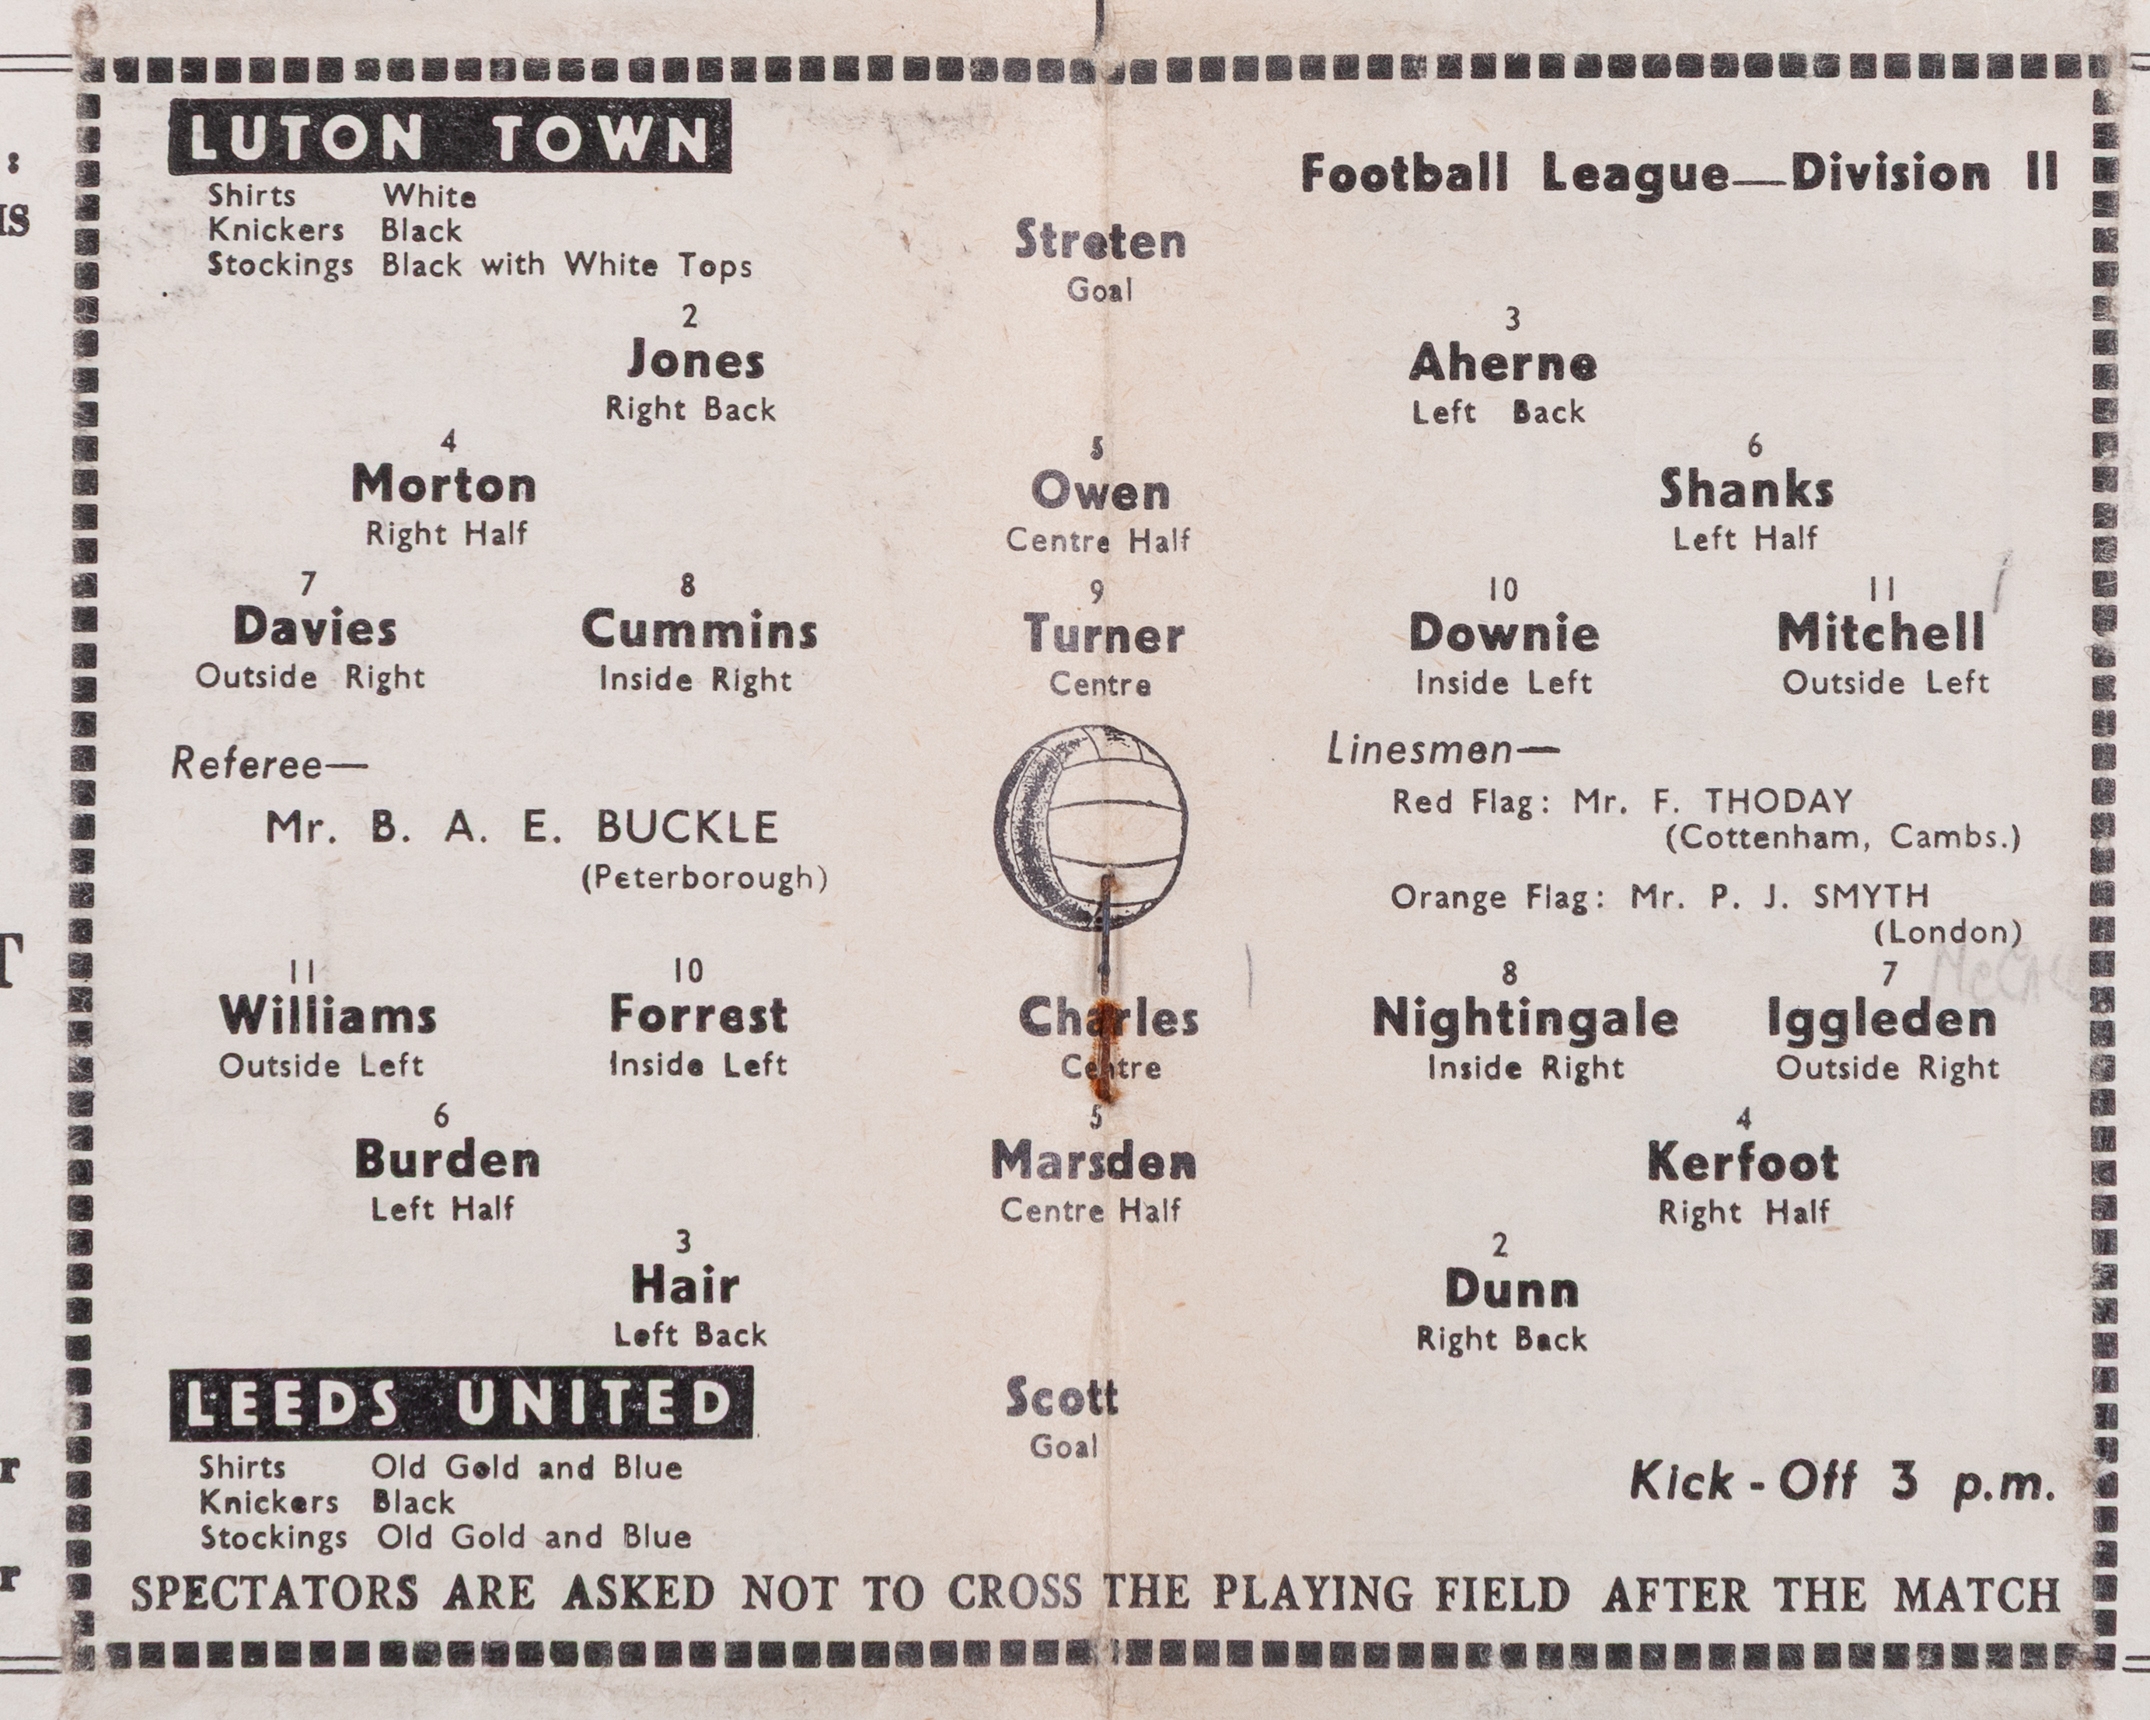 LUTON TOWN
Football League—Division II
Shirts White
Knickers Black
Stockings Black with White Tops
Streten
Goal
2 3
Jones Aherne
Right Back Left Back
4 5 6
Morton Owen Shanks
Right Half Centre Half Left Half
7 8 9 10 11
Davies Cummins Turner Downie Mitchell
Outside Right Inside Right Centre Inside Left Outside Left
Referee—
Mr. B. A. E. BUCKLE
(Peterborough)
Linesmen—
Red Flag: Mr. F. THODAY
(Cottenham, Cambs.)
Orange Flag: Mr. P. J. SMYTH
(London)
11 10 8 7
Williams Forrest Charles Nightingale Iggleden
Outside Left Inside Left Centre Inside Right Outside Right
6 5 4
Burden Marsden Kerfoot
Left Half Centre Half Right Half
3 2
Hair Dunn
Left Back Right Back
LEEDS UNITED
Scott
Goal
Shirts Old Gold and Blue
Knickers Black
Stockings Old Gold and Blue
Kick-Off 3 p.m.
SPECTATORS ARE ASKED NOT TO CROSS THE PLAYING FIELD AFTER THE MATCH